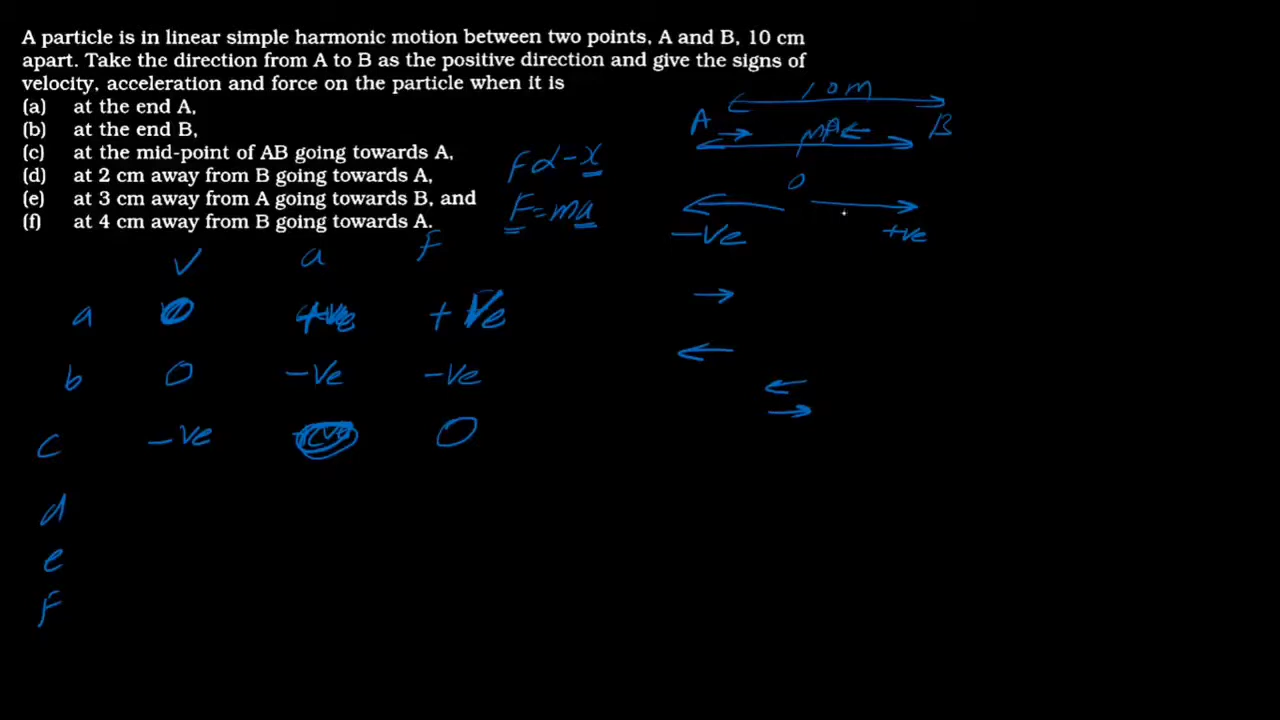 A particle is in linear simple harmonic motion between two points, A and B, 10 cm
apart. Take the direction from A to B as the positive direction and give the signs of
velocity, acceleration and force on the particle when it is
(a) at the end A,
(b) at the end B,
(c) at the mid-point of AB going towards A,
(d) at 2 cm away from B going towards A,
(e) at 3 cm away from A going towards B, and
(f) at 4 cm away from B going towards A.
10 m
A B
F α - x
O
F = ma
-ve +ve
V a F
a +ve + ve
b 0 -ve -ve
c -ve 0
d
e
F